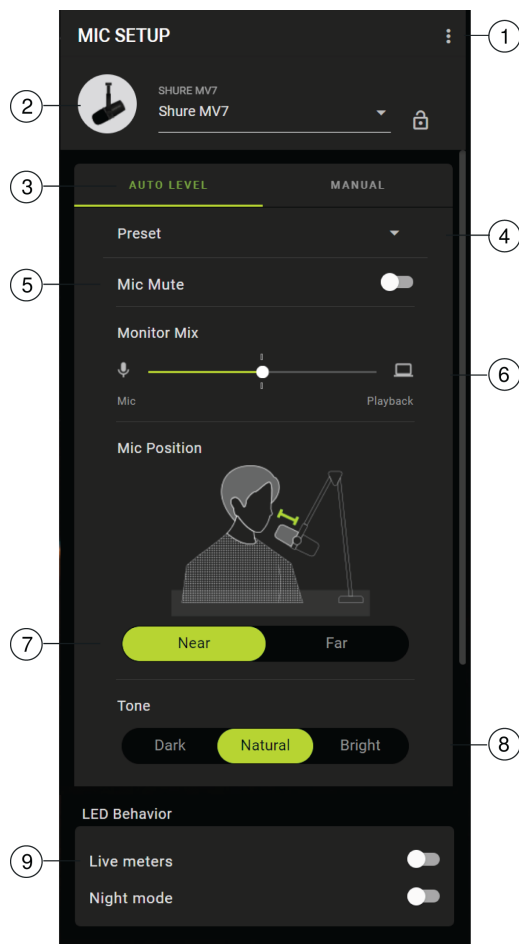 MIC SETUP
1
2
SHURE MV7
Shure MV7
3
AUTO LEVEL MANUAL
Preset
4
5
Mic Mute
Monitor Mix
6
Mic Playback
Mic Position
7
Near Far
Tone
Dark Natural Bright
8
LED Behavior
9
Live meters
Night mode